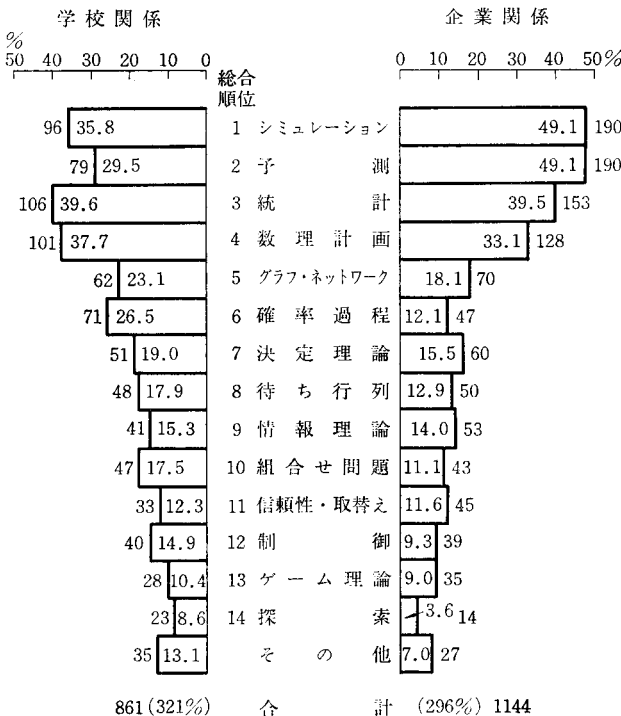 学校関係 企業関係
% 50 40 30 20 10 0 0 10 20 30 40 50%
総合
順位
96 35.8 1 シミュレーション 49.1 190
79 29.5 2 予測 49.1 190
106 39.6 3 統計 39.5 153
101 37.7 4 数理計画 33.1 128
62 23.1 5 グラフ・ネットワーク 18.1 70
71 26.5 6 確率過程 12.1 47
51 19.0 7 決定理論 15.5 60
48 17.9 8 待ち行列 12.9 50
41 15.3 9 情報理論 14.0 53
47 17.5 10 組合せ問題 11.1 43
33 12.3 11 信頼性・取替え 11.6 45
40 14.9 12 制御 9.3 39
28 10.4 13 ゲーム理論 9.0 35
23 8.6 14 探索 3.6 14
35 13.1 その他 7.0 27
861(321%) 合計 (296%) 1144